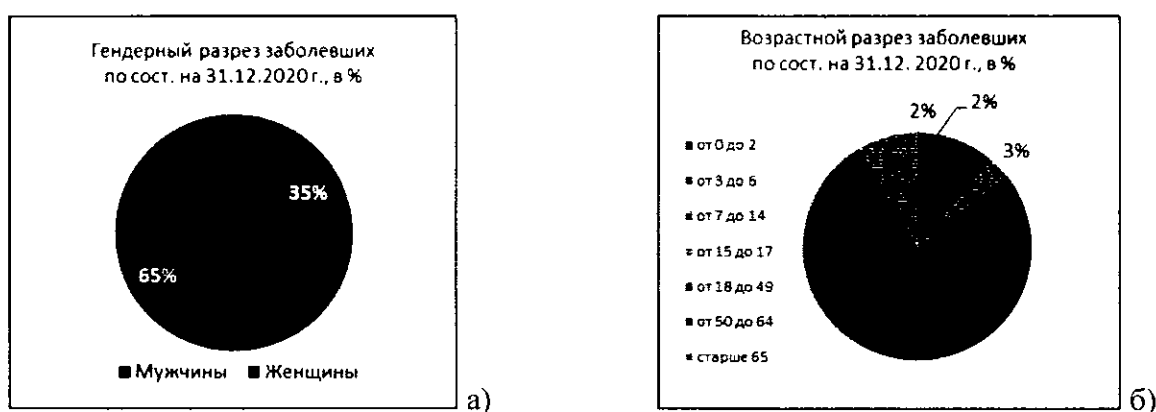 Гендерный разрез заболевших
по сост. на 31.12.2020 г., в %
35%
65%
Мужчины Женщины
а)
Возрастной разрез заболевших
по сост. на 31.12. 2020 г., в %
2%
2%
3%
от 0 до 2
от 3 до 6
от 7 до 14
от 15 до 17
от 18 до 49
от 50 до 64
старше 65
б)